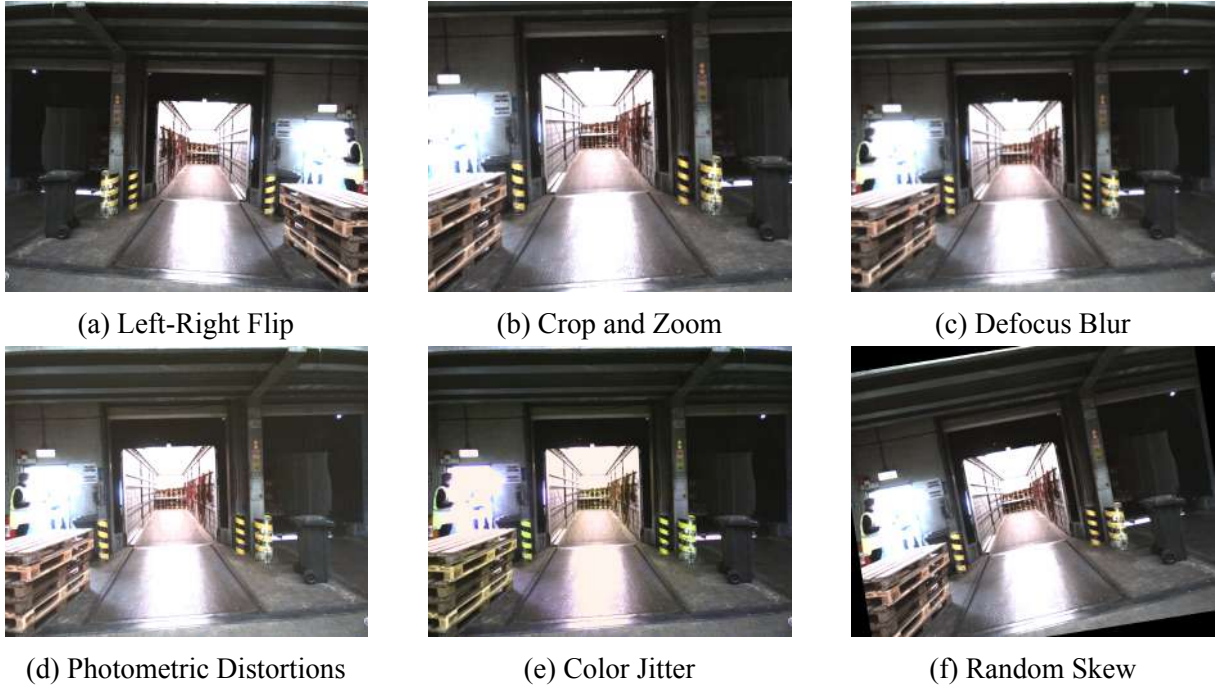 (a) Left-Right Flip
(b) Crop and Zoom
(c) Defocus Blur
(d) Photometric Distortions
(e) Color Jitter
(f) Random Skew